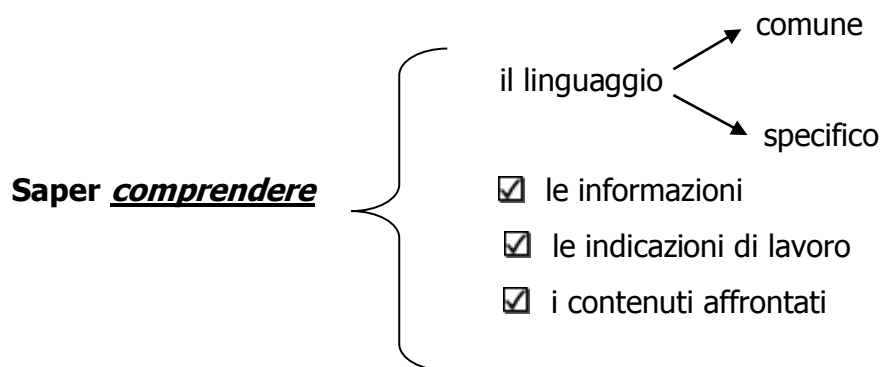 comune
il linguaggio
specifico
Saper comprendere
le informazioni
le indicazioni di lavoro
i contenuti affrontati